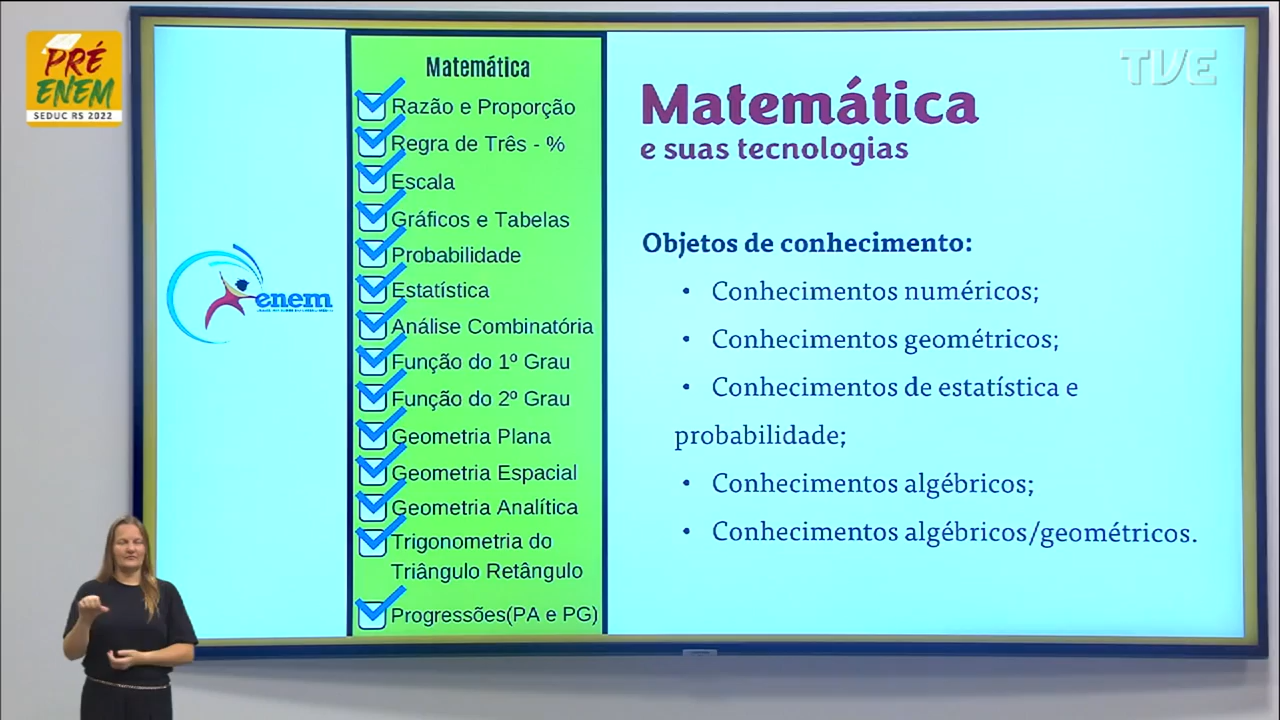 PRÉ
ENEM
SEDUC RS 2022
TVE
Matemática
Razão e Proporção
Regra de Três - %
Escala
Gráficos e Tabelas
Probabilidade
Estatística
Análise Combinatória
Função do 1º Grau
Função do 2º Grau
Geometria Plana
Geometria Espacial
Geometria Analítica
Trigonometria do
Triângulo Retângulo
Progressões(PA e PG)
enem
Matemática
e suas tecnologias
Objetos de conhecimento:
• Conhecimentos numéricos;
• Conhecimentos geométricos;
• Conhecimentos de estatística e
probabilidade;
• Conhecimentos algébricos;
• Conhecimentos algébricos/geométricos.